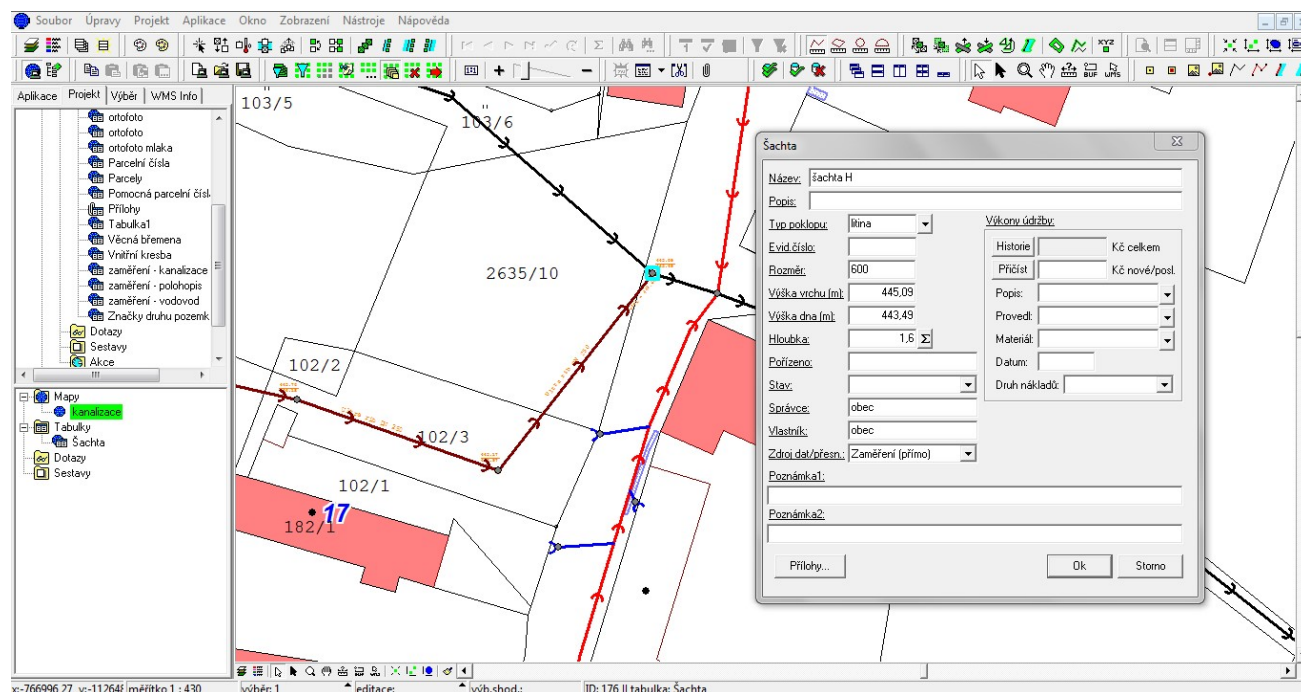 Soubor Úpravy Projekt Aplikace Okno Zobrazení Nástroje Nápověda
Aplikace Projekt Výběr WMS Info
ortofoto
ortofoto
ortofoto mlaka
Parcelní čísla
Parcely
Pomocná parcelní čísl
Přílohy
Tabulka1
Věcná břemena
Vnitřní kresba
zaměření - kanalizace
zaměření - polohopis
zaměření - vodovod
Značky druhu pozemk
Dotazy
Sestavy
Akce
Mapy
kanalizace
Tabulky
Šachta
Dotazy
Sestavy
103/5
103/6
2635/10
102/2
102/3
102/1
17
182/1
Šachta
Název: šachta H
Popis:
Typ poklopu: litina
Evid.číslo:
Rozměr: 600
Výška vrchu (m): 445,09
Výška dna (m): 443,49
Hloubka: 1,6 Σ
Pořízeno:
Stav:
Správce: obec
Vlastník: obec
Zdroj dat/přesn.: Zaměření (přímo)
Výkony údržby:
Historie Kč celkem
Přičíst Kč nové/posl.
Popis:
Provedl:
Materiál:
Datum:
Druh nákladů:
Poznámka1:
Poznámka2:
Přílohy... Ok Storno
měřítko 1 : 430 výběr: 1 editace: výb.shod.: ID: 176 II tabulka: Šachta